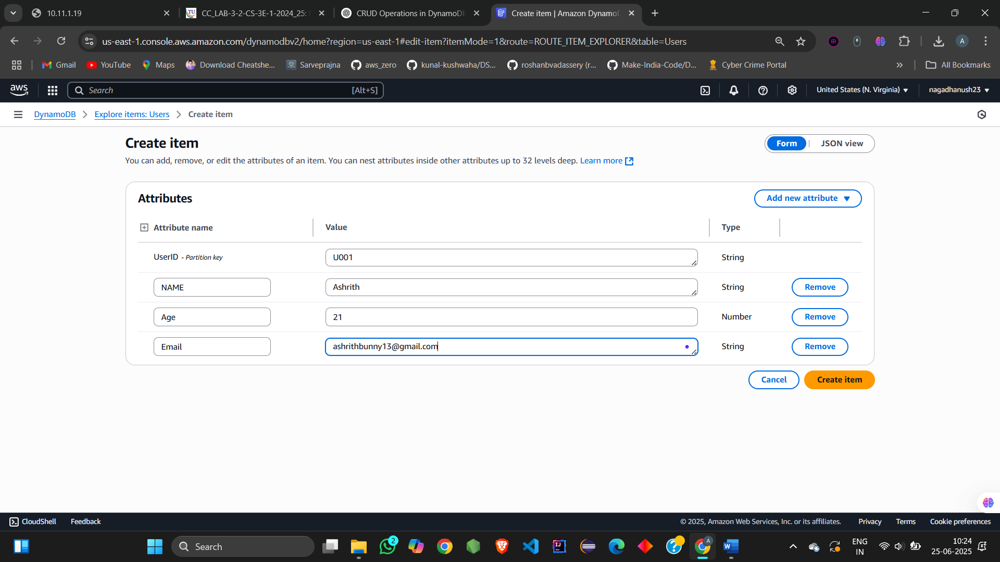 10.11.1.19
CC_LAB-3-2-CS-3E-1-2024_25:
CRUD Operations in DynamoDB
Create item | Amazon Dynamo
us-east-1.console.aws.amazon.com/dynamodbv2/home?region=us-east-1#edit-item?itemMode=1&route=ROUTE_ITEM_EXPLORER&table=Users
ER
A
Gmail
YouTube
Maps
Download Cheatshe...
Sarveprajna
aws_zero
kunal-kushwaha/DS...
roshanbvadassery (r...
Make-India-Code/D...
Cyber Crime Portal
All Bookmarks
aws
Search
[Alt+S]
United States (N. Virginia)
nagadhanush23
DynamoDB
Explore items: Users
Create item
Create item
Form
JSON view
You can add, remove, or edit the attributes of an item. You can nest attributes inside other attributes up to 32 levels deep. Learn more
Attributes
Add new attribute
Attribute name
Value
Type
UserID - Partition key
U001
String
NAME
Ashrith
String
Remove
Age
21
Number
Remove
Email
ashrithbunny13@gmail.com
String
Remove
Cancel
Create item
CloudShell
Feedback
© 2025, Amazon Web Services, Inc. or its affiliates.
Privacy
Terms
Cookie preferences
Search
2
A
ENG
IN
10:24
25-06-2025